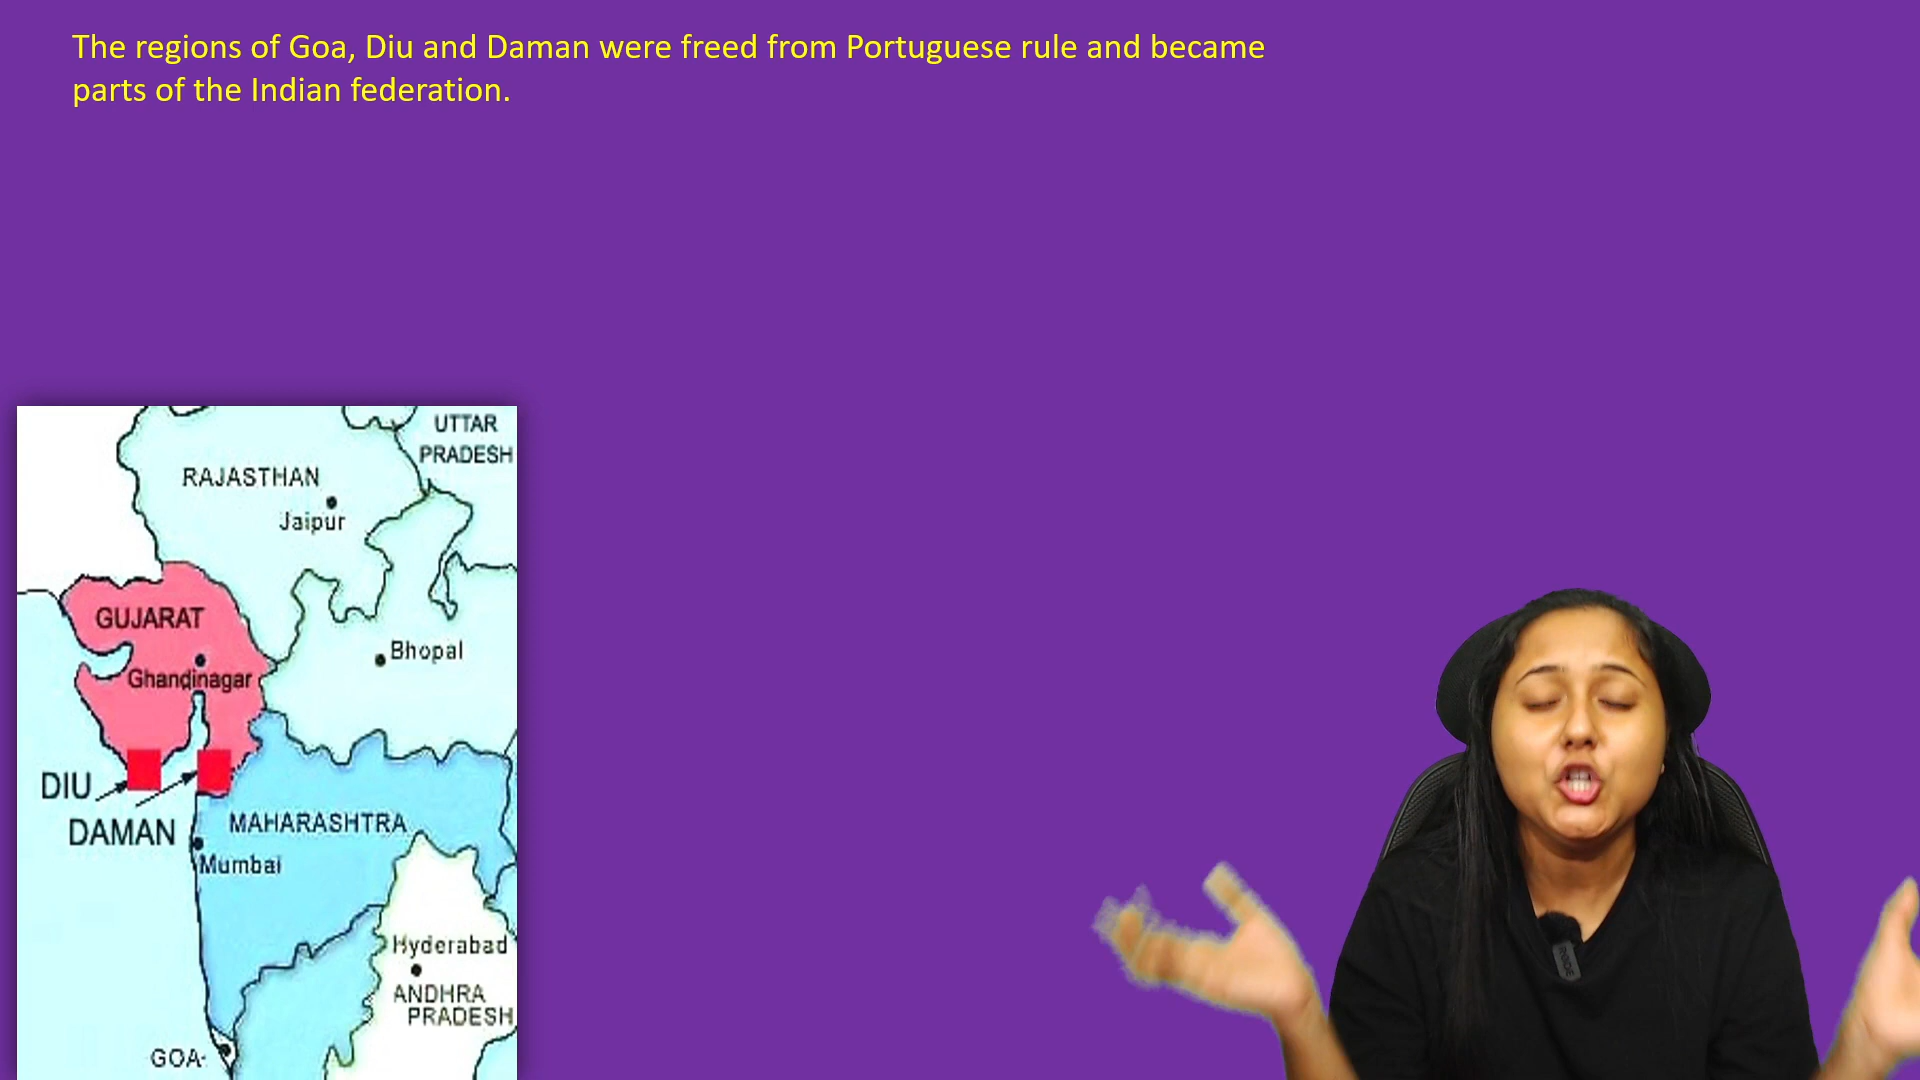 The regions of Goa, Diu and Daman were freed from Portuguese rule and became
parts of the Indian federation.
UTTAR
PRADESH
RAJASTHAN
Jaipur
GUJARAT
Bhopal
Ghandinagar
DIU
DAMAN
MAHARASHTRA
Mumbai
Hyderabad
ANDHRA
PRADESH
GOA